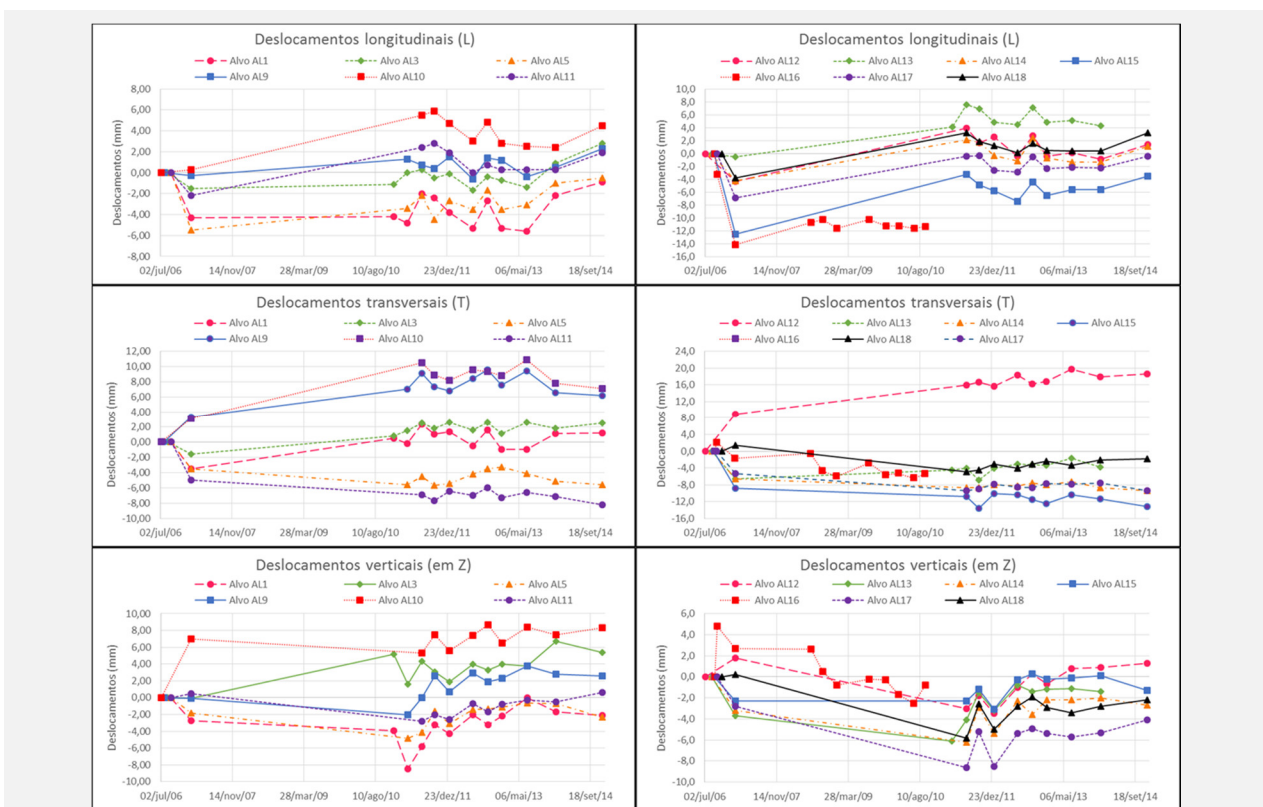 Deslocamentos longitudinais (L)
Alvo AL1 Alvo AL3 Alvo AL5
Alvo AL9 Alvo AL10 Alvo AL11
Deslocamentos (mm)
8,00
6,00
4,00
2,00
0,00
-2,00
-4,00
-6,00
-8,00
02/jul/06 14/nov/07 28/mar/09 10/ago/10 23/dez/11 06/mai/13 18/set/14
Deslocamentos longitudinais (L)
Alvo AL12 Alvo AL13 Alvo AL14 Alvo AL15
Alvo AL16 Alvo AL17 Alvo AL18
Deslocamentos (mm)
10,0
8,0
6,0
4,0
2,0
0,0
-2,0
-4,0
-6,0
-8,0
-10,0
-12,0
-14,0
-16,0
02/jul/06 14/nov/07 28/mar/09 10/ago/10 23/dez/11 06/mai/13 18/set/14
Deslocamentos transversais (T)
Alvo AL1 Alvo AL3 Alvo AL5
Alvo AL9 Alvo AL10 Alvo AL11
Deslocamentos (mm)
12,00
10,00
8,00
6,00
4,00
2,00
0,00
-2,00
-4,00
-6,00
-8,00
-10,00
02/jul/06 14/nov/07 28/mar/09 10/ago/10 23/dez/11 06/mai/13 18/set/14
Deslocamentos transversais (T)
Alvo AL12 Alvo AL13 Alvo AL14 Alvo AL15
Alvo AL16 Alvo AL18 Alvo AL17
Deslocamentos (mm)
24,0
20,0
16,0
12,0
8,0
4,0
0,0
-4,0
-8,0
-12,0
-16,0
02/jul/06 14/nov/07 28/mar/09 10/ago/10 23/dez/11 06/mai/13 18/set/14
Deslocamentos verticais (em Z)
Alvo AL1 Alvo AL3 Alvo AL5
Alvo AL9 Alvo AL10 Alvo AL11
Deslocamentos (mm)
10,00
8,00
6,00
4,00
2,00
0,00
-2,00
-4,00
-6,00
-8,00
-10,00
02/jul/06 14/nov/07 28/mar/09 10/ago/10 23/dez/11 06/mai/13 18/set/14
Deslocamentos verticais (em Z)
Alvo AL12 Alvo AL13 Alvo AL14 Alvo AL15
Alvo AL16 Alvo AL17 Alvo AL18
Deslocamentos (mm)
6,0
4,0
2,0
0,0
-2,0
-4,0
-6,0
-8,0
-10,0
02/jul/06 14/nov/07 28/mar/09 10/ago/10 23/dez/11 06/mai/13 18/set/14